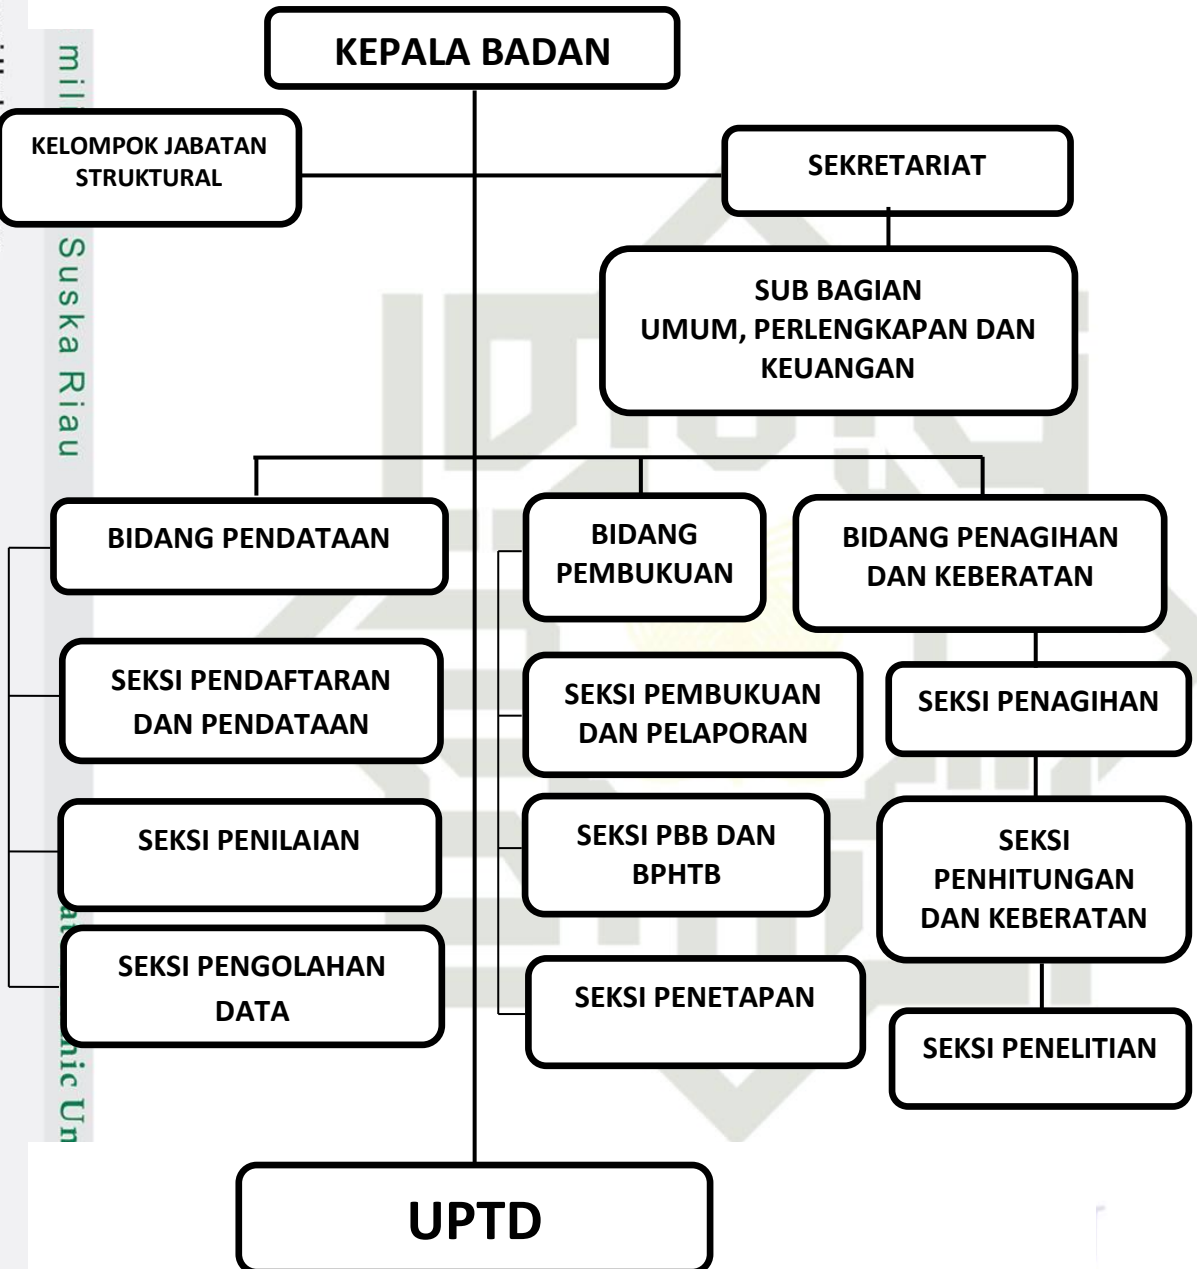 KEPALA BADAN
KELOMPOK JABATAN
STRUKTURAL
SEKRETARIAT
SUB BAGIAN
UMUM, PERLENGKAPAN DAN
KEUANGAN
BIDANG PENDATAAN
BIDANG
PEMBUKUAN
BIDANG PENAGIHAN
DAN KEBERATAN
SEKSI PENDAFTARAN
DAN PENDATAAN
SEKSI PEMBUKUAN
DAN PELAPORAN
SEKSI PENAGIHAN
SEKSI PENILAIAN
SEKSI PBB DAN
BPHTB
SEKSI
PENHITUNGAN
DAN KEBERATAN
SEKSI PENGOLAHAN
DATA
SEKSI PENETAPAN
SEKSI PENELITIAN
UPTD
Suska Riau